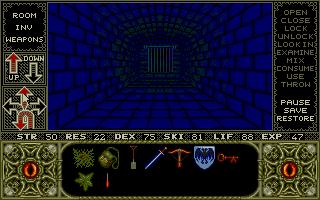 ROOM
INV
WEAPONS
UP
DOWN
OPEN
CLOSE
LOCK
UNLOCK
LOOK IN
EXAMINE
MIX
CONSUME
USE
THROW
PAUSE
SAVE
RESTORE
STR 50 RES 22 DEX 75 SKI 81 LIF 88 EXP 47